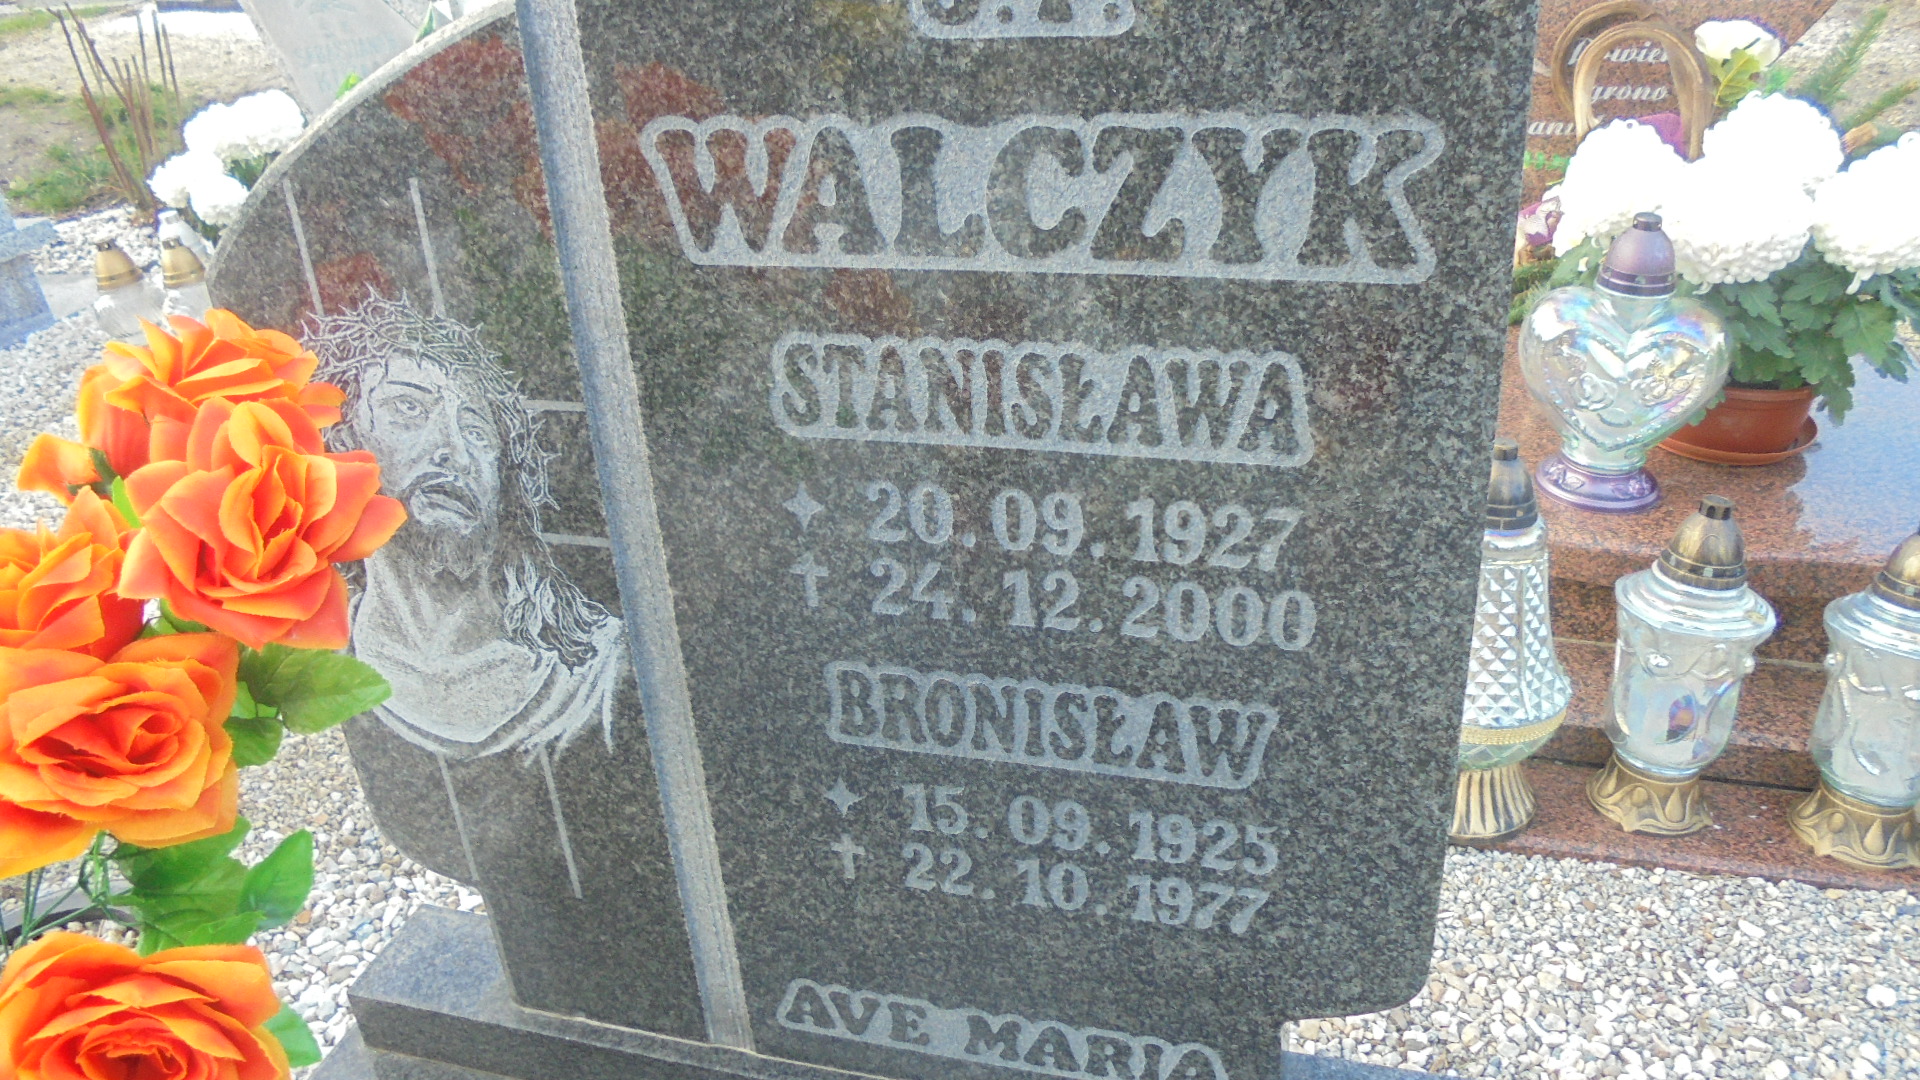 Ś.P.
WALCZYK
STANISŁAWA
20.09.1927
24.12.2000
BRONISŁAW
15.09.1925
22.10.1977
AVE MARIA